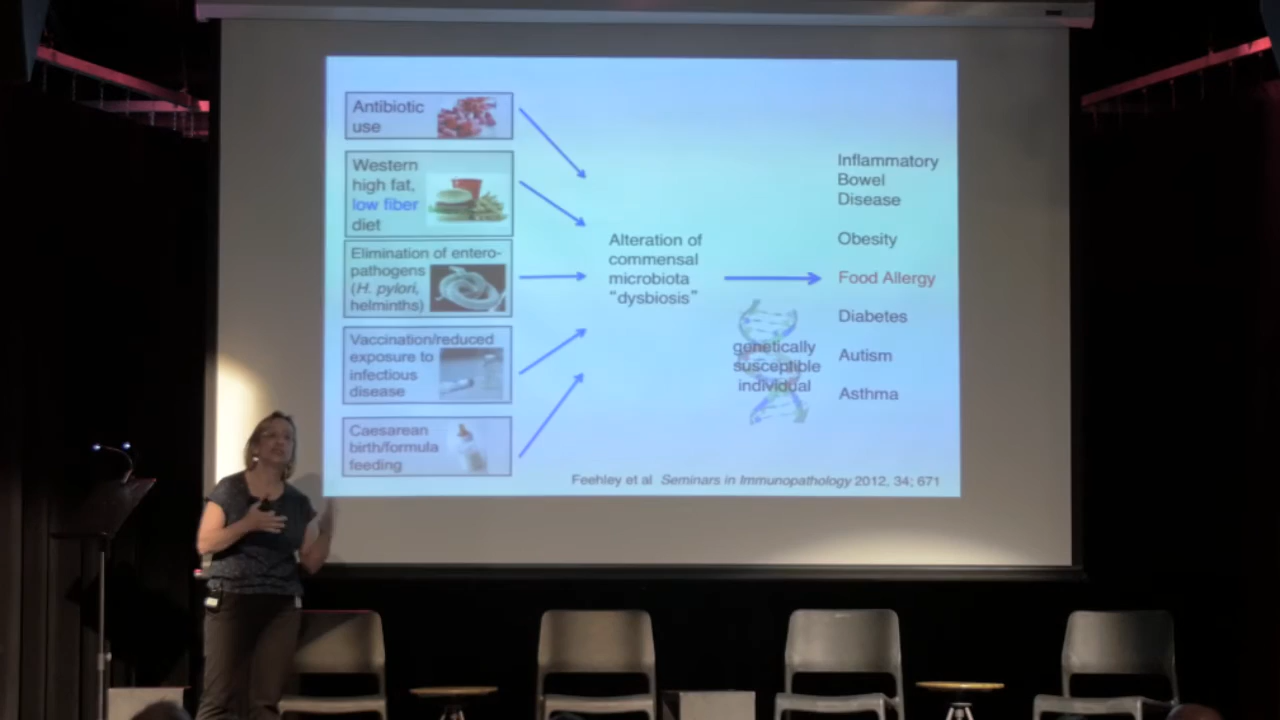 Antibiotic
use
Western
high fat,
low fiber
diet
Elimination of entero-
pathogens
(H. pylori,
helminths)
Vaccination/reduced
exposure to
infectious
disease
Caesarean
birth/formula
feeding
Alteration of
commensal
microbiota
“dysbiosis”
genetically
susceptible
individual
Inflammatory
Bowel
Disease
Obesity
Food Allergy
Diabetes
Autism
Asthma
Feehley et al Seminars in Immunopathology 2012, 34; 671